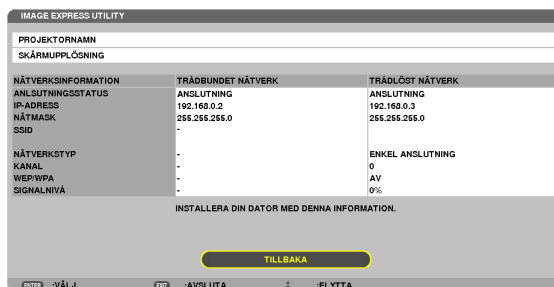 IMAGE EXPRESS UTILITY
PROJEKTORNAMN
SKÄRMUPPLÖSNING
NÄTVERKSINFORMATION TRÅDBUNDET NÄTVERK TRÅDLÖST NÄTVERK
ANLSUTNINGSSTATUS ANSLUTNING ANSLUTNING
IP-ADRESS 192.168.0.2 192.168.0.3
NÄTMASK 255.255.255.0 255.255.255.0
SSID -
NÄTVERKSTYP - ENKEL ANSLUTNING
KANAL - 0
WEP/WPA - AV
SIGNALNIVÅ - 0%
INSTALLERA DIN DATOR MED DENNA INFORMATION.
TILLBAKA
ENTER :VÄLJ EXIT :AVSLUTA :FLYTTA